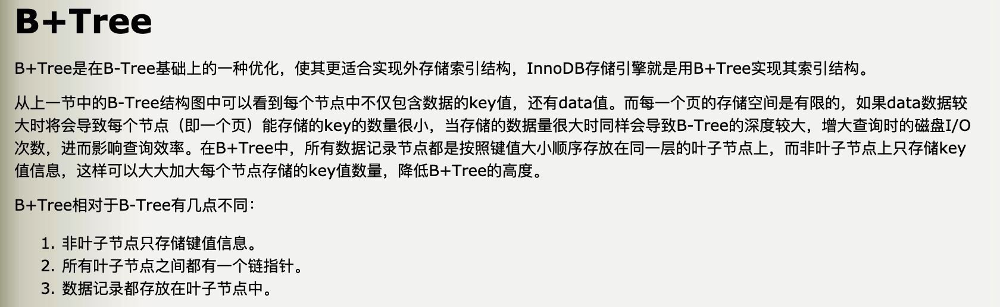 B+Tree
B+Tree是在B-Tree基础上的一种优化，使其更适合实现外存储索引结构，InnoDB存储引擎就是用B+Tree实现其索引结构。
从上一节中的B-Tree结构图中可以看到每个节点中不仅包含数据的key值，还有data值。而每一个页的存储空间是有限的，如果data数据较
大时将会导致每个节点（即一个页）能存储的key的数量很小，当存储的数据量很大时同样会导致B-Tree的深度较大，增大查询时的磁盘I/O
次数，进而影响查询效率。在B+Tree中，所有数据记录节点都是按照键值大小顺序存放在同一层的叶子节点上，而非叶子节点上只存储key
值信息，这样可以大大加大每个节点存储的key值数量，降低B+Tree的高度。
B+Tree相对于B-Tree有几点不同：
1. 非叶子节点只存储键值信息。
2. 所有叶子节点之间都有一个链指针。
3. 数据记录都存放在叶子节点中。